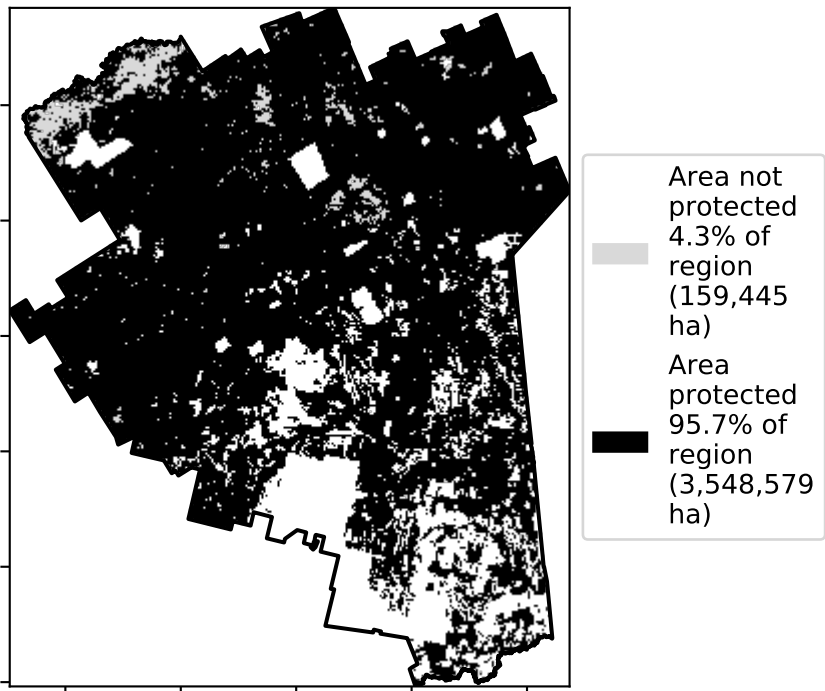 Area not
protected
4.3% of
region
(159,445
ha)
Area
protected
95.7% of
region
(3,548,579
ha)